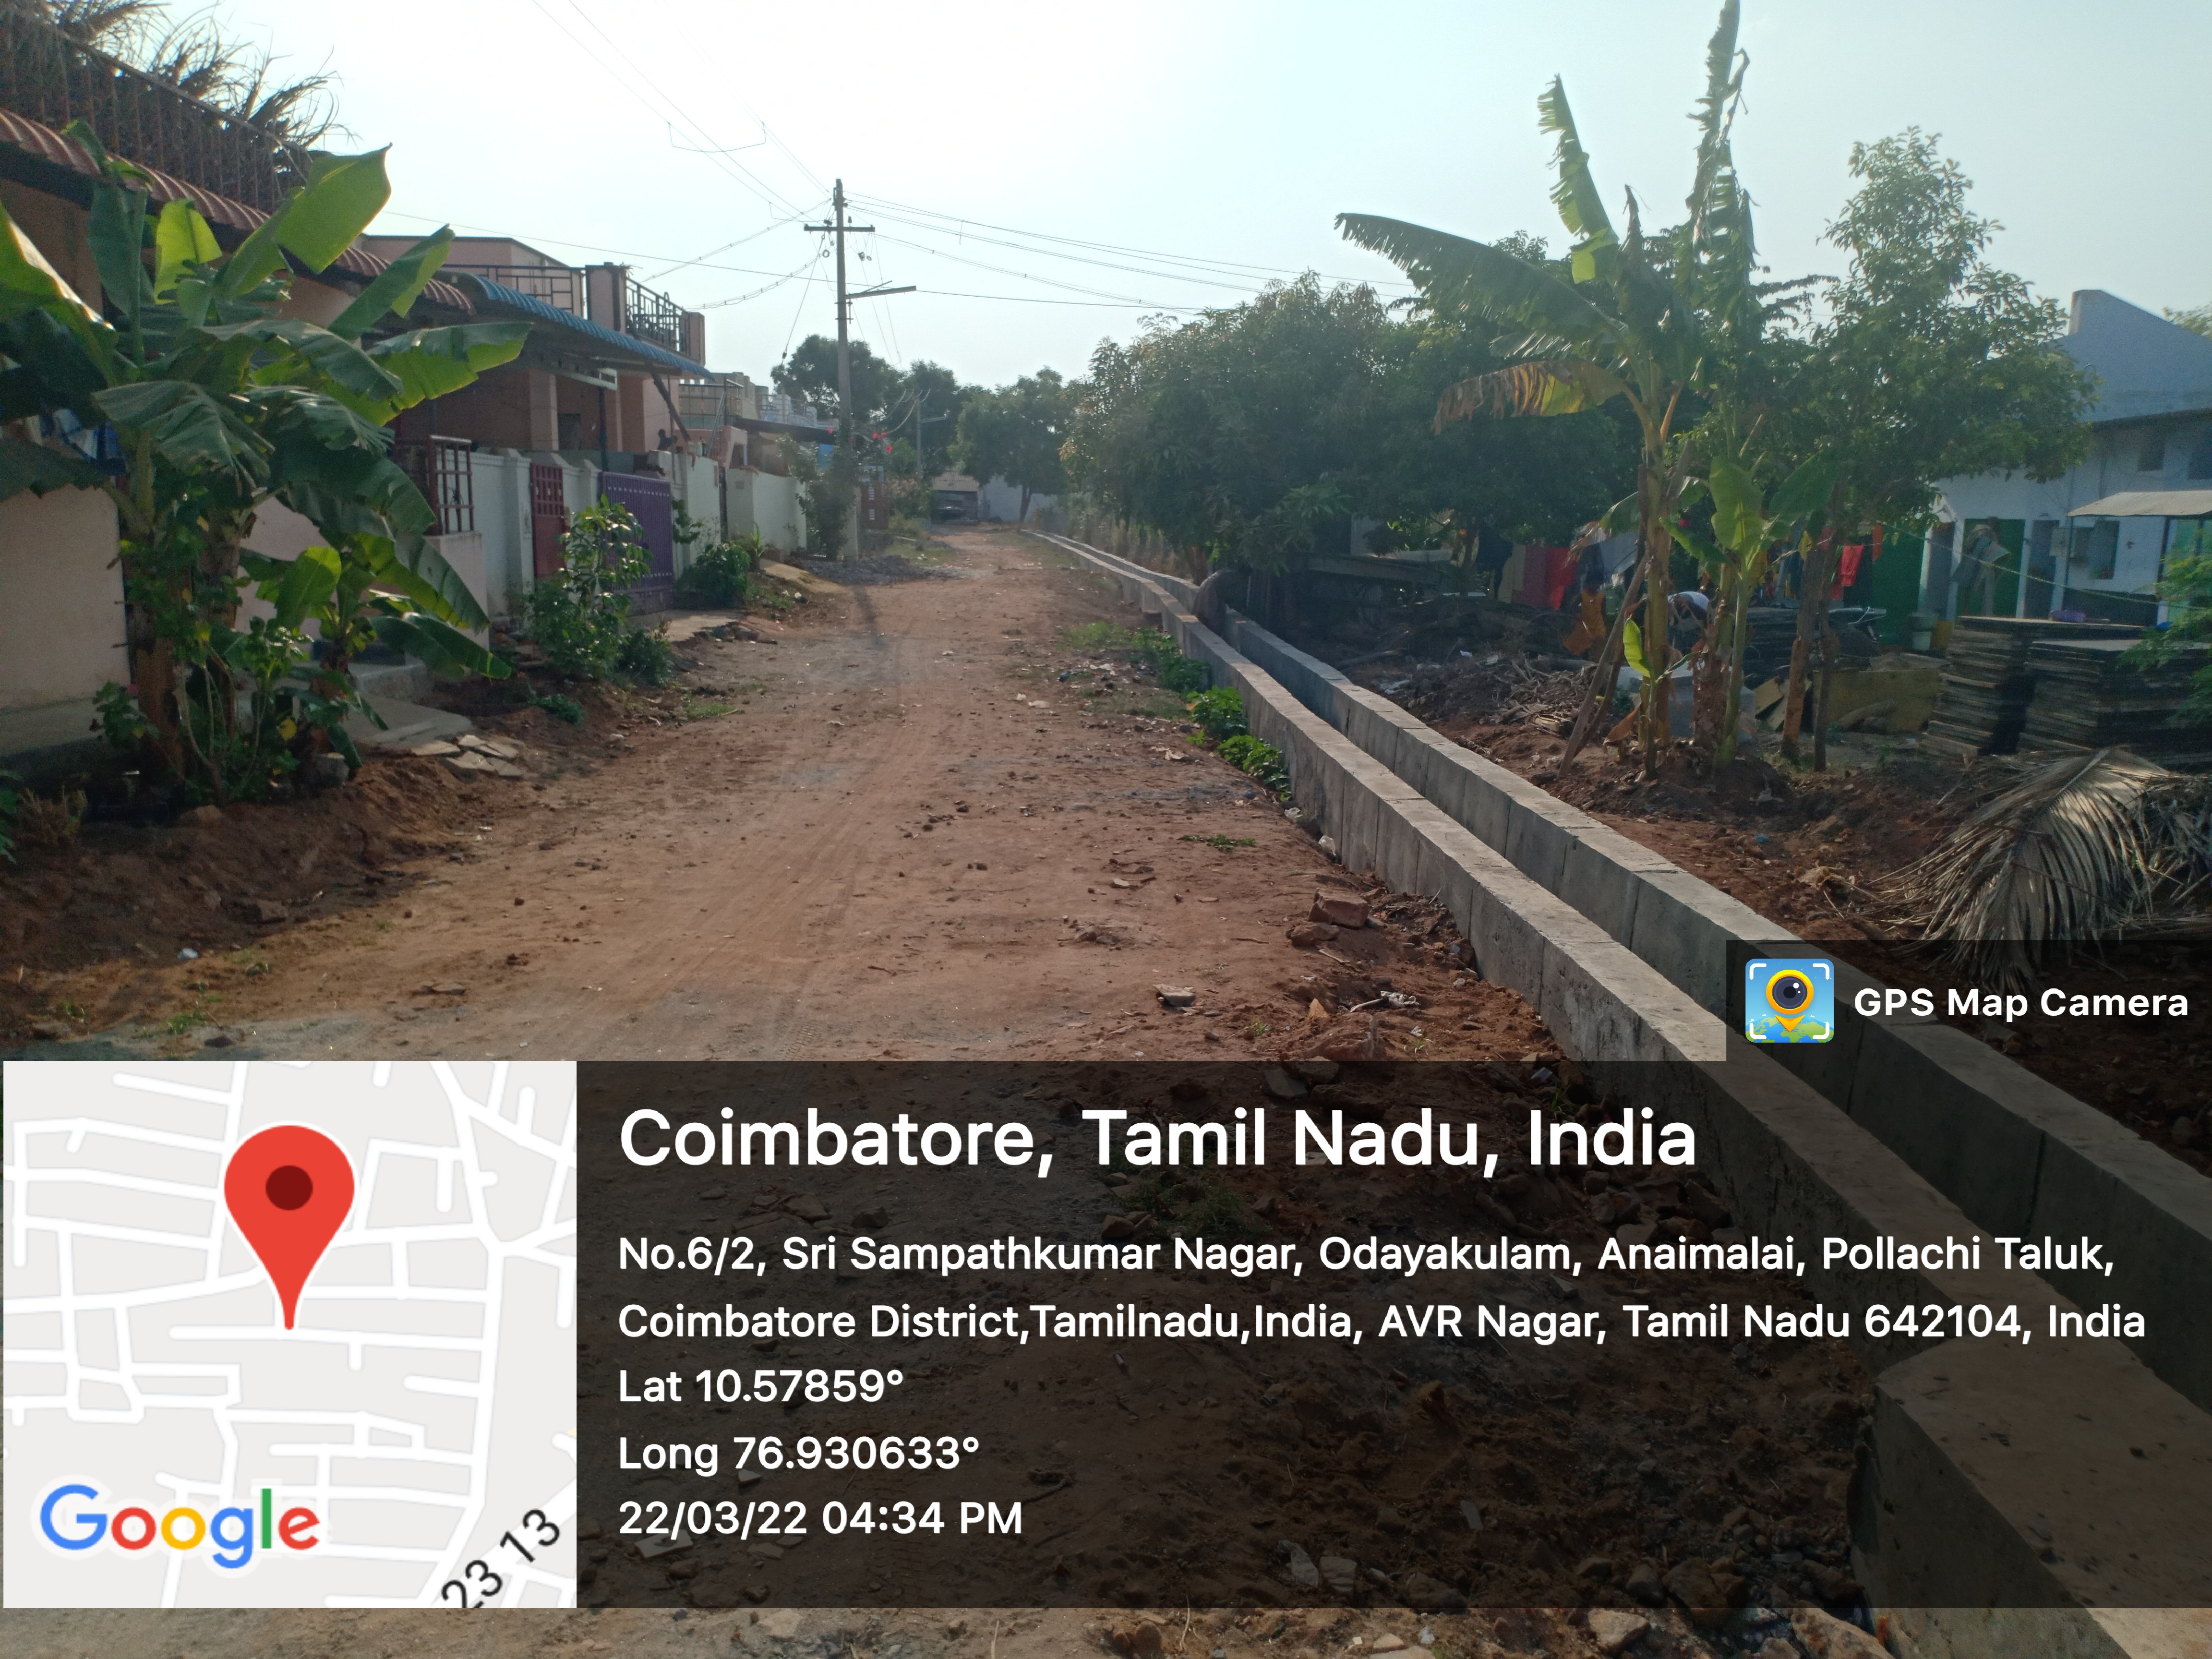 GPS Map Camera
Coimbatore, Tamil Nadu, India
No.6/2, Sri Sampathkumar Nagar, Odayakulam, Anaimalai, Pollachi Taluk,
Coimbatore District,Tamilnadu,India, AVR Nagar, Tamil Nadu 642104, India
Lat 10.57859°
Long 76.930633°
22/03/22 04:34 PM
Google
23 13